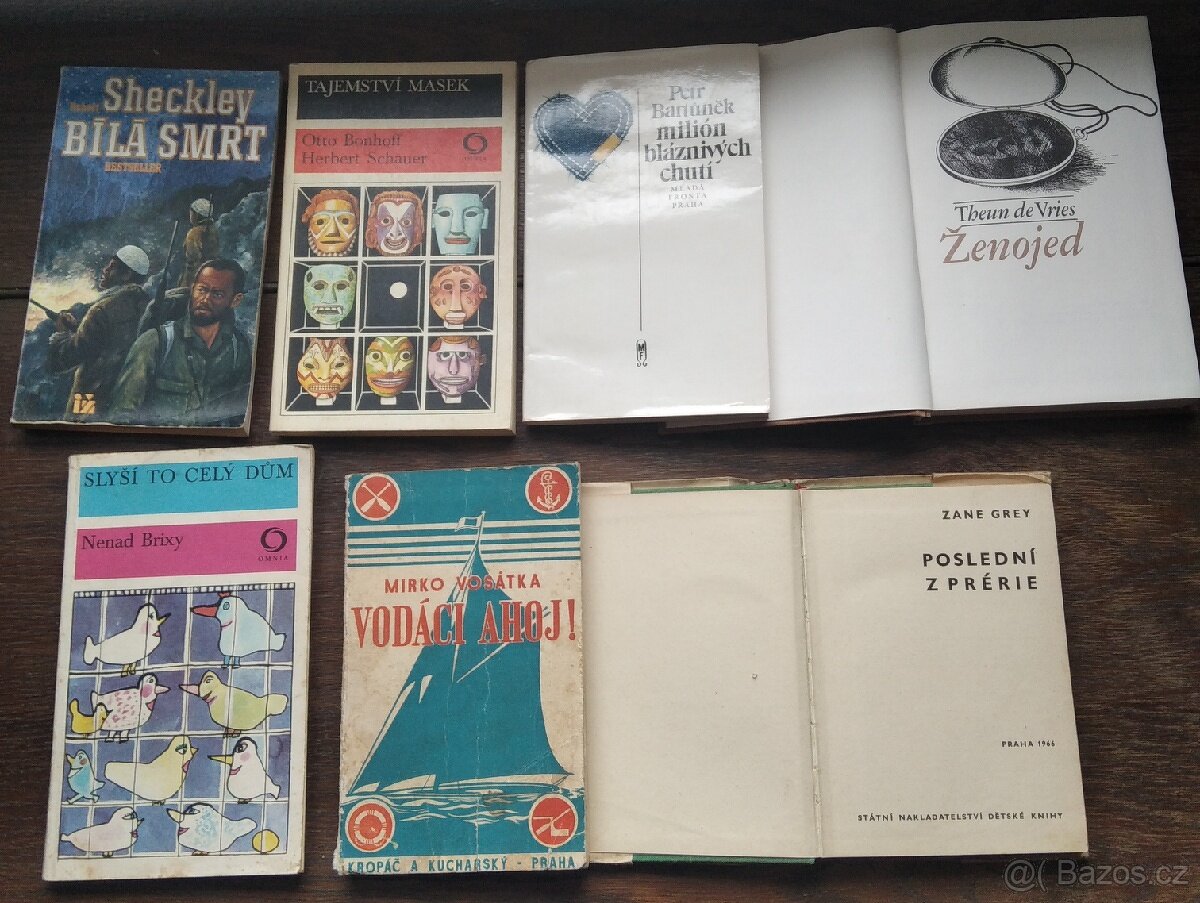 Sheckley
BÍLÁ SMRT
BESTSELLER
TAJEMSTVÍ MASEK
Otto Bonhoff
Herbert Schauer
Petr
Bartůněk
milión
bláznivých
chutí
MLADÁ
FRONTA
PRAHA
MF
Theun de Vries
Ženojed
SLYŠÍ TO CELÝ DŮM
Nenad Brixy
OMNIA
MIRKO VOSÁTKA
VODÁCI AHOJ!
KROPÁČ A KUCHARSKÝ - PRAHA
ZANE GREY
POSLEDNÍ
Z PRÉRIE
PRAHA 1966
STÁTNÍ NAKLADATELSTVÍ DĚTSKÉ KNIHY
@( Bazos.cz